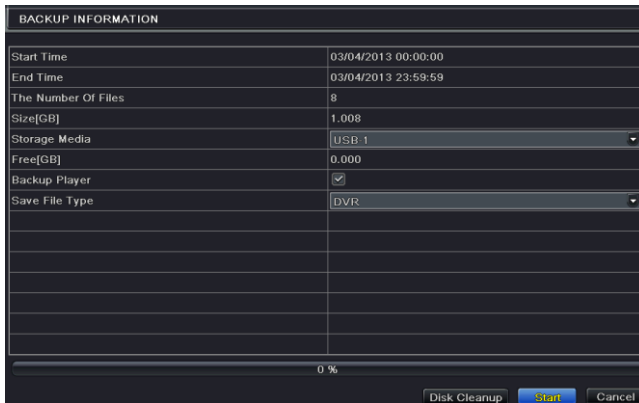 BACKUP INFORMATION
Start Time 03/04/2013 00:00:00
End Time 03/04/2013 23:59:59
The Number Of Files 8
Size[GB] 1.008
Storage Media USB-1
Free[GB] 0.000
Backup Player
Save File Type DVR
0 %
Disk Cleanup Start Cancel